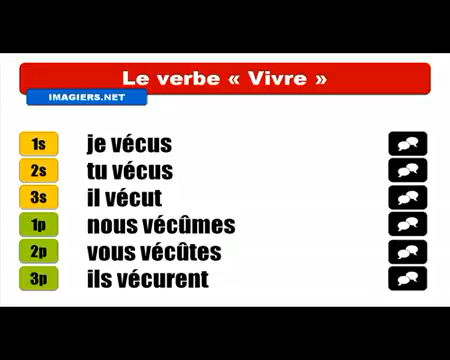 Le verbe « Vivre »
IMAGIERS.NET
1s je vécus
2s tu vécus
3s il vécut
1p nous vécûmes
2p vous vécûtes
3p ils vécurent